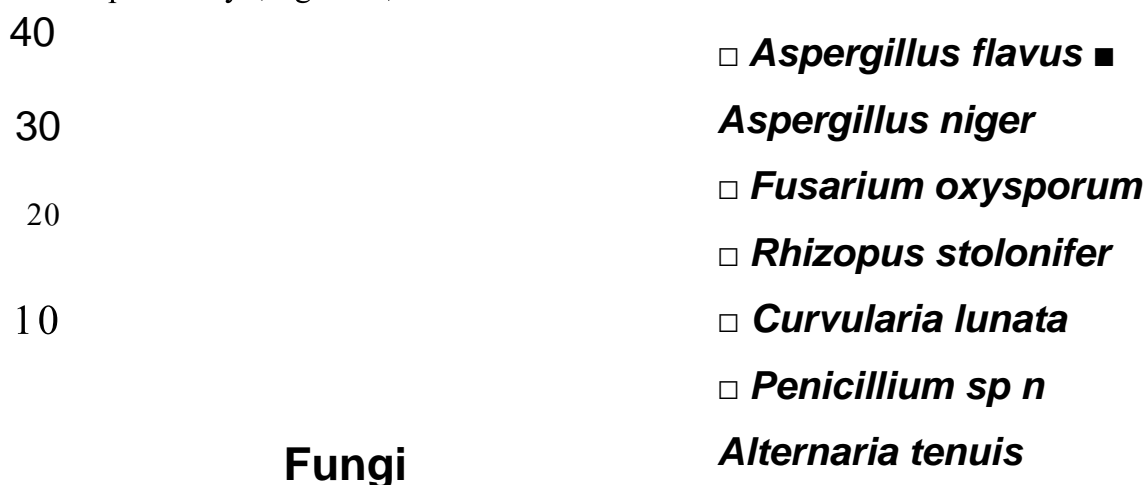 40
30
20
10
Fungi
□ Aspergillus flavus ■
Aspergillus niger
□ Fusarium oxysporum
□ Rhizopus stolonifer
□ Curvularia lunata
□ Penicillium sp n
Alternaria tenuis